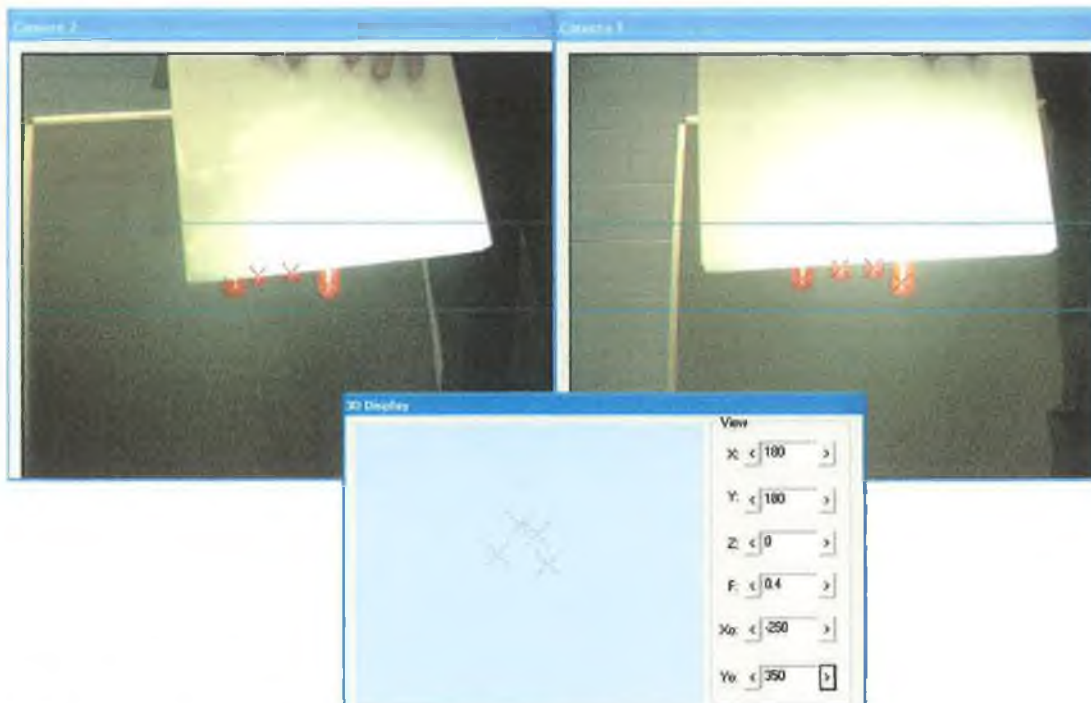 Camera 2
Camera 1
3D Display
View
X: < 180 >
Y: < 180 >
Z: < 0 >
F: < 0.4 >
Xo: < -250 >
Yo: < 350 >